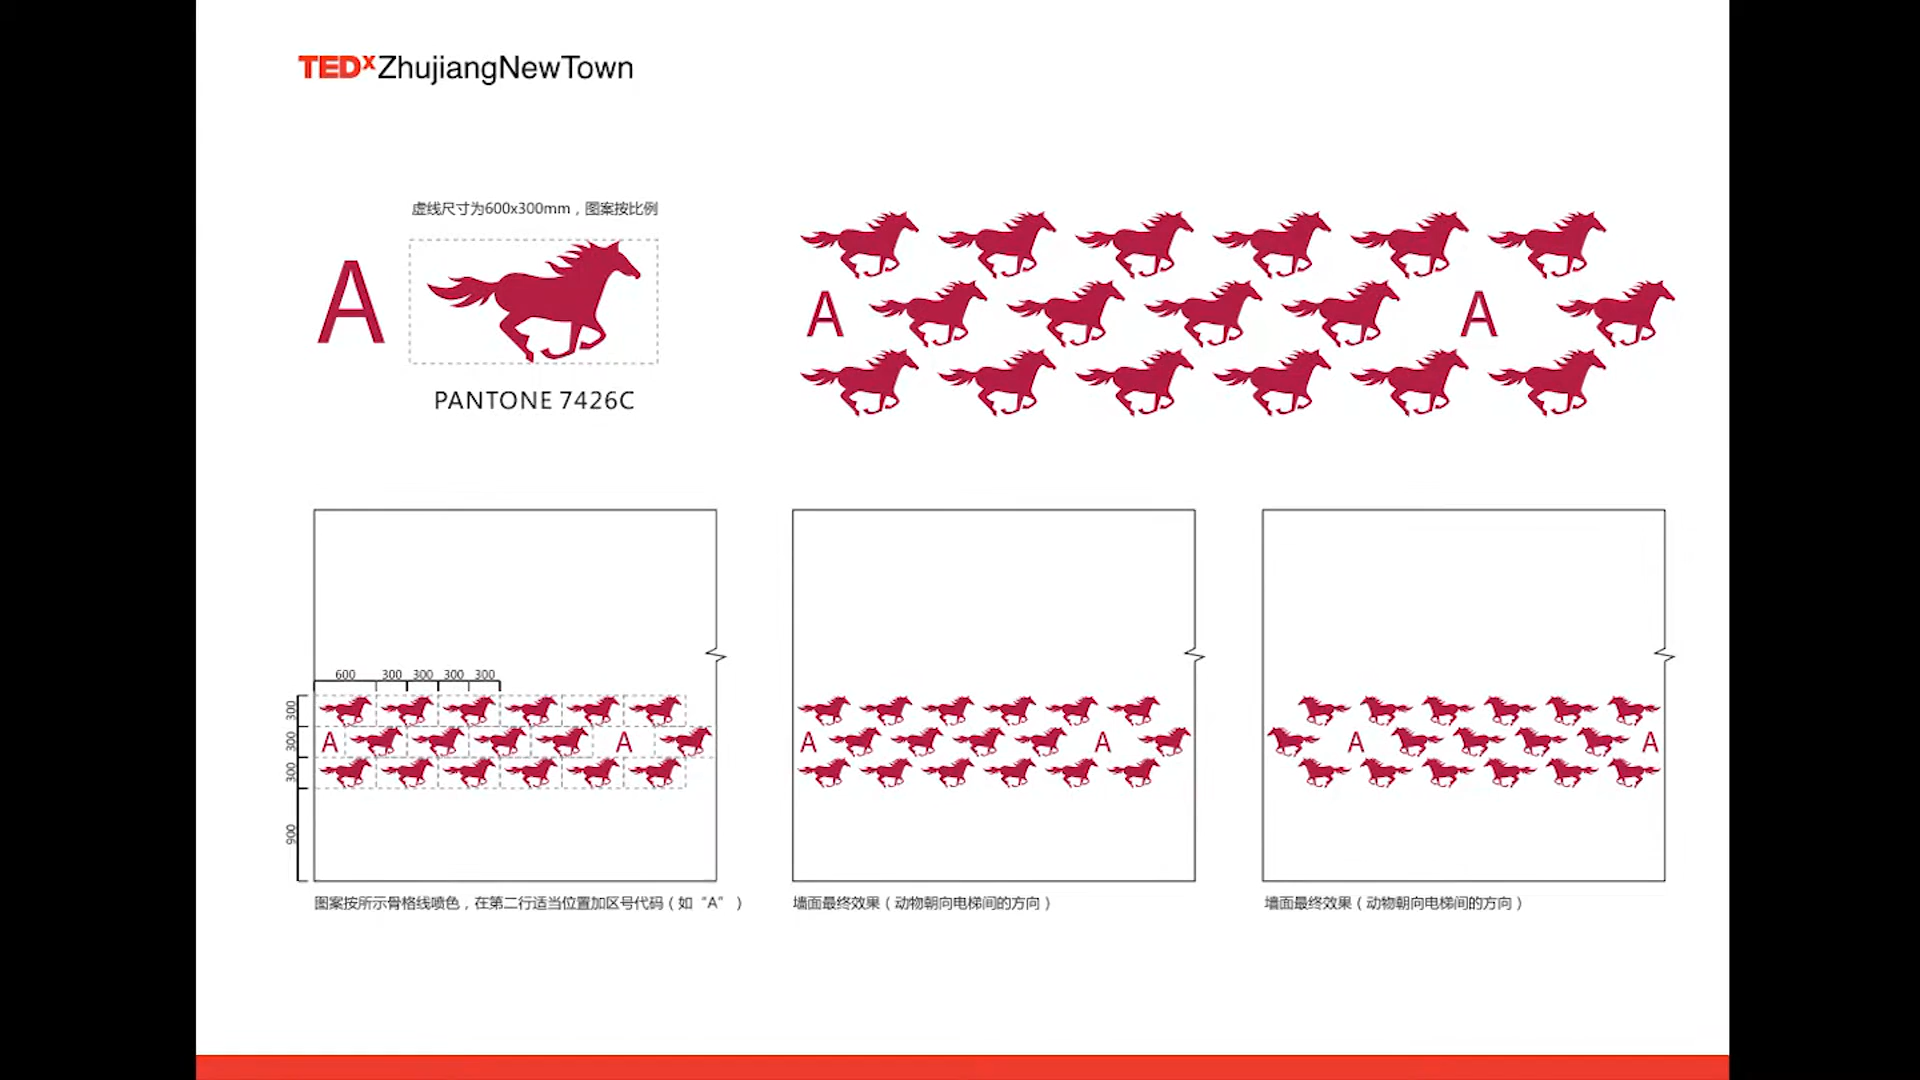 TEDxZhujiangNewTown
虚线尺寸为600x300mm，图案按比例
A
PANTONE 7426C
A A
600 300 300 300 300
300
300
300
900
A A
A A
A A
图案按所示骨格线喷色，在第二行适当位置加区号代码（如“A”）
墙面最终效果（动物朝向电梯间的方向）
墙面最终效果（动物朝向电梯间的方向）